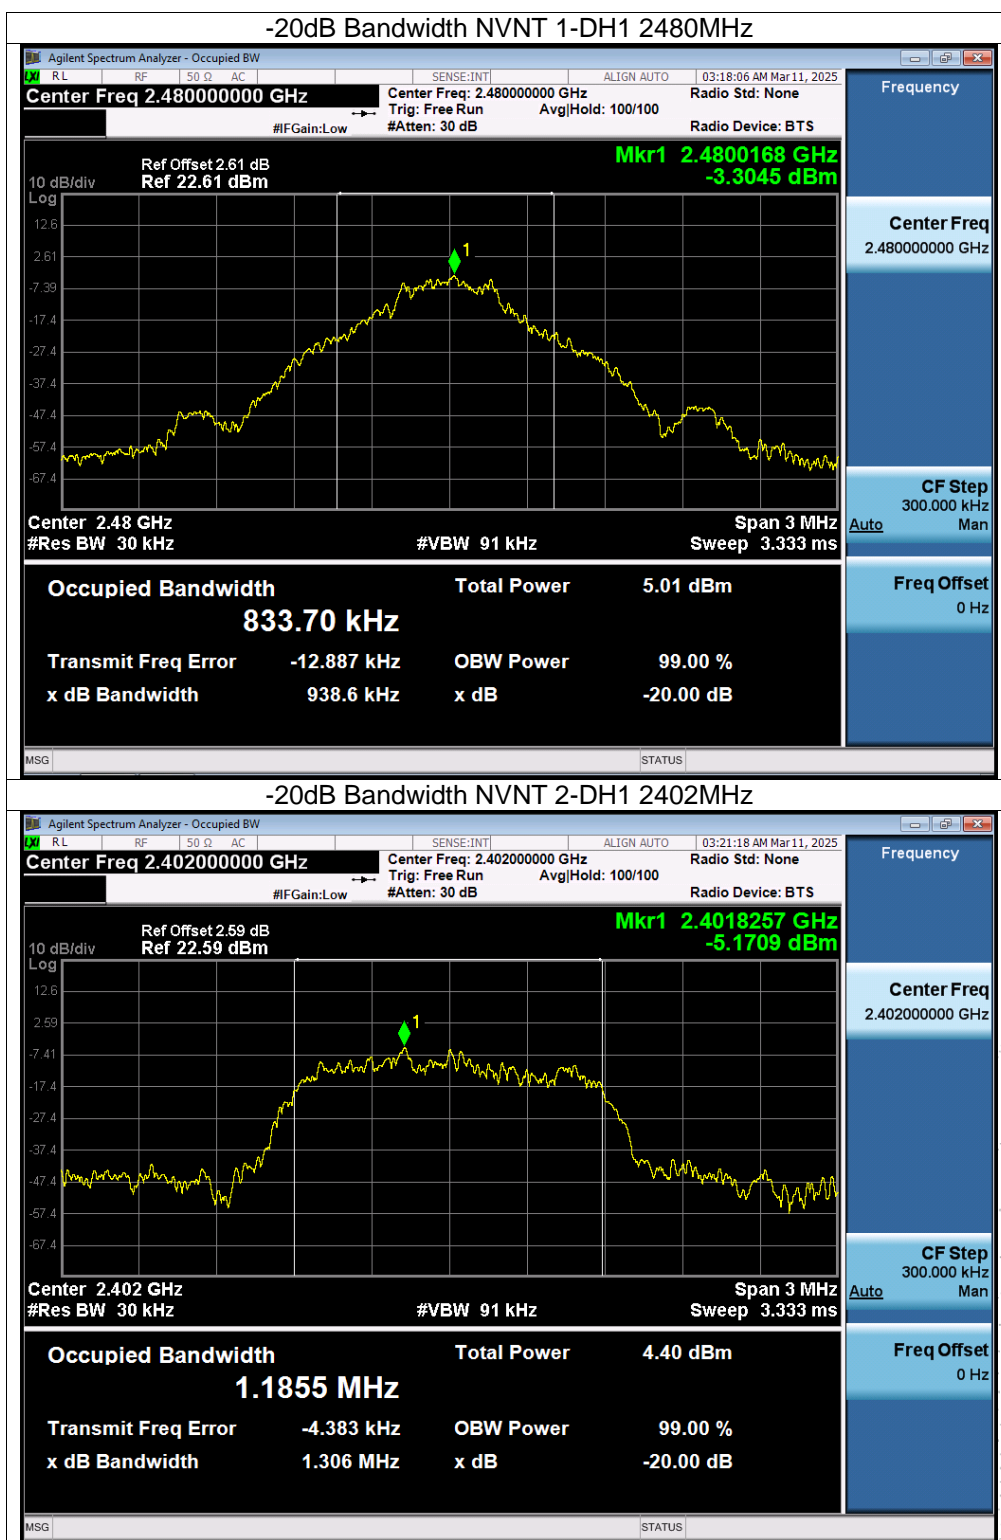 -20dB Bandwidth NVNT 1-DH1 2480MHz
Agilent Spectrum Analyzer - Occupied BW
LXI RL RF 50 Ω AC SENSE:INT ALIGN AUTO 03:18:06 AM Mar 11, 2025
Center Freq 2.480000000 GHz Center Freq: 2.480000000 GHz Radio Std: None
Trig: Free Run Avg|Hold: 100/100
#IFGain:Low #Atten: 30 dB Radio Device: BTS
Frequency
Mkr1 2.4800168 GHz
-3.3045 dBm
Ref Offset 2.61 dB
10 dB/div Ref 22.61 dBm
Log
12.6
2.61
-7.39
-17.4
-27.4
-37.4
-47.4
-57.4
-67.4
1
Center Freq
2.480000000 GHz
CF Step
300.000 kHz
Auto Man
Freq Offset
0 Hz
Center 2.48 GHz Span 3 MHz
#Res BW 30 kHz #VBW 91 kHz Sweep 3.333 ms
Occupied Bandwidth Total Power 5.01 dBm
833.70 kHz
Transmit Freq Error -12.887 kHz OBW Power 99.00 %
x dB Bandwidth 938.6 kHz x dB -20.00 dB
MSG STATUS
-20dB Bandwidth NVNT 2-DH1 2402MHz
Agilent Spectrum Analyzer - Occupied BW
LXI RL RF 50 Ω AC SENSE:INT ALIGN AUTO 03:21:18 AM Mar 11, 2025
Center Freq 2.402000000 GHz Center Freq: 2.402000000 GHz Radio Std: None
Trig: Free Run Avg|Hold: 100/100
#IFGain:Low #Atten: 30 dB Radio Device: BTS
Frequency
Mkr1 2.4018257 GHz
-5.1709 dBm
Ref Offset 2.59 dB
10 dB/div Ref 22.59 dBm
Log
12.6
2.59
-7.41
-17.4
-27.4
-37.4
-47.4
-57.4
-67.4
1
Center Freq
2.402000000 GHz
CF Step
300.000 kHz
Auto Man
Freq Offset
0 Hz
Center 2.402 GHz Span 3 MHz
#Res BW 30 kHz #VBW 91 kHz Sweep 3.333 ms
Occupied Bandwidth Total Power 4.40 dBm
1.1855 MHz
Transmit Freq Error -4.383 kHz OBW Power 99.00 %
x dB Bandwidth 1.306 MHz x dB -20.00 dB
MSG STATUS